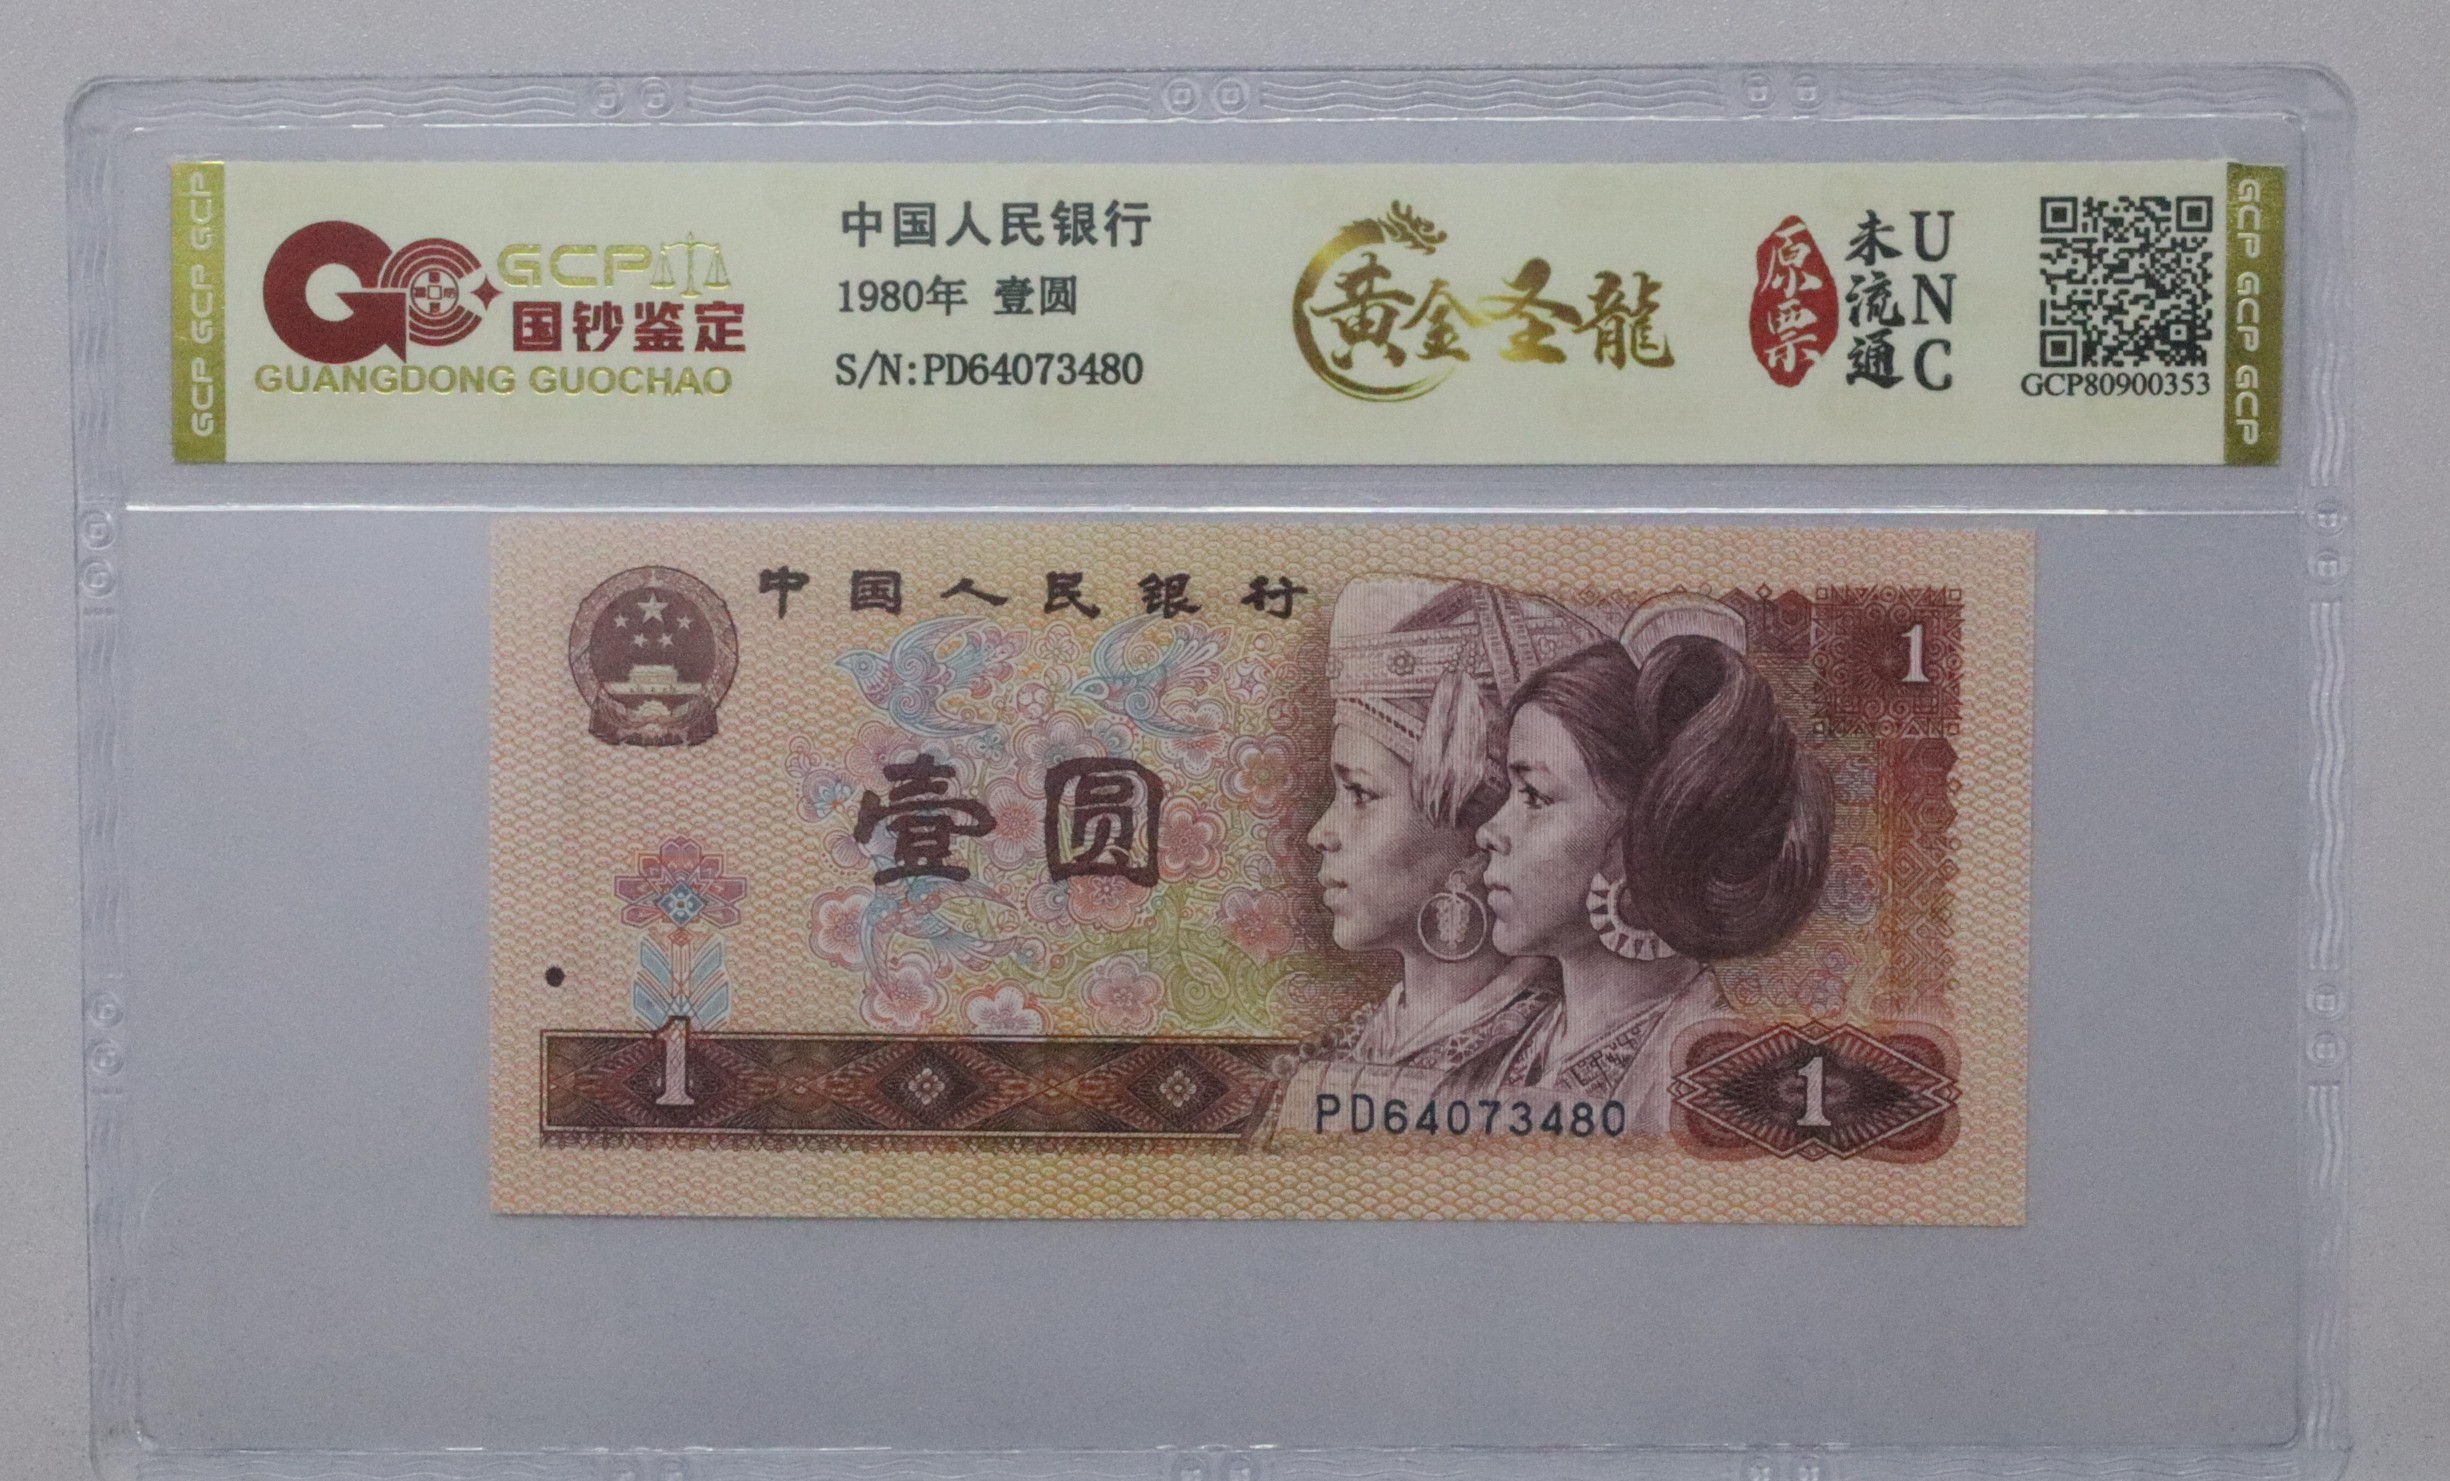 GCP GCP GCP
GCP
国钞鉴定
GUANGDONG GUOCHAO
中国人民银行
1980年 壹圆
S/N:PD64073480
黄金圣龍
原票
未流通
UNC
GCP80900353
GCP GCP GCP
中国人民银行
1
壹圆
1
PD64073480
1